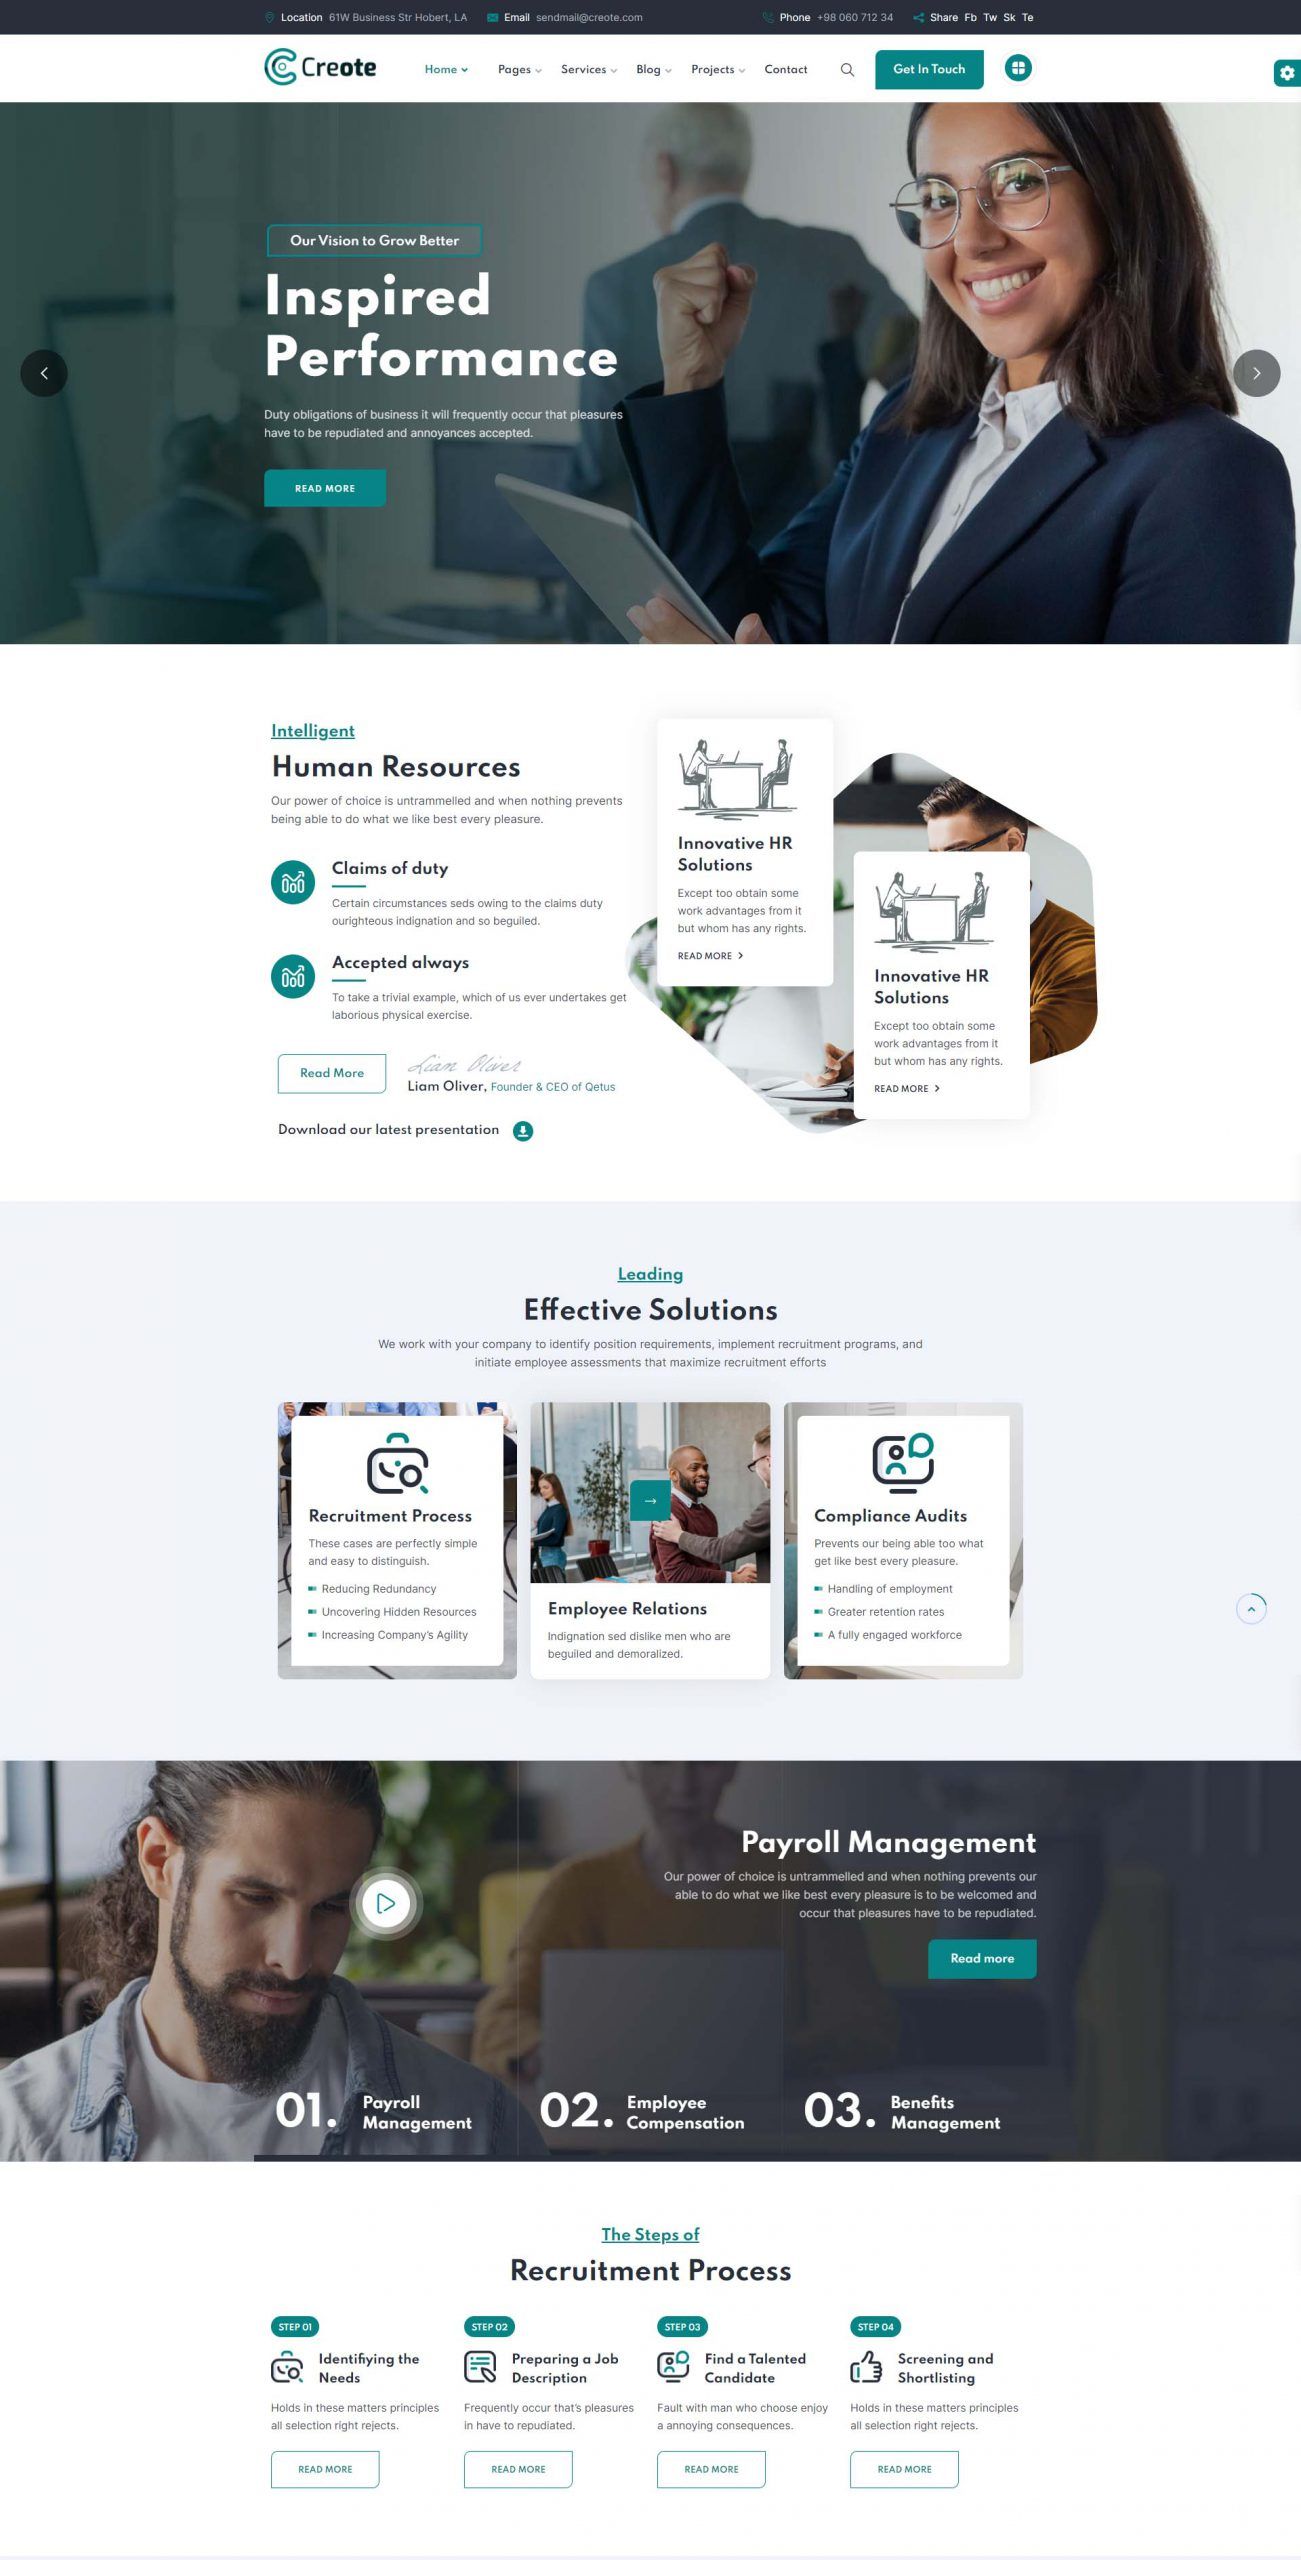 Location 61W Business Str Hobert, LA Email sendmail@creote.com Phone +98 060 712 34 Share Fb Tw Sk Te
Creote Home Pages Services Blog Projects Contact Get In Touch
Our Vision to Grow Better
Inspired
Performance
Duty obligations of business it will frequently occur that pleasures
have to be repudiated and annoyances accepted.
READ MORE
Intelligent
Human Resources
Our power of choice is untrammelled and when nothing prevents
being able to do what we like best every pleasure.
Claims of duty
Certain circumstances seds owing to the claims duty
ourighteous indignation and so beguiled.
Accepted always
To take a trivial example, which of us ever undertakes get
laborious physical exercise.
Read More
Liam Oliver
Liam Oliver, Founder & CEO of Qetus
Download our latest presentation
Innovative HR
Solutions
Except too obtain some
work advantages from it
but whom has any rights.
READ MORE
Innovative HR
Solutions
Except too obtain some
work advantages from it
but whom has any rights.
READ MORE
Leading
Effective Solutions
We work with your company to identify position requirements, implement recruitment programs, and
initiate employee assessments that maximize recruitment efforts
Recruitment Process
These cases are perfectly simple
and easy to distinguish.
Reducing Redundancy
Uncovering Hidden Resources
Increasing Company's Agility
Employee Relations
Indignation sed dislike men who are
beguiled and demoralized.
Compliance Audits
Prevents our being able too what
get like best every pleasure.
Handling of employment
Greater retention rates
A fully engaged workforce
Payroll Management
Our power of choice is untrammelled and when nothing prevents our
able to do what we like best every pleasure is to be welcomed and
occur that pleasures have to be repudiated.
Read more
01. Payroll
Management
02. Employee
Compensation
03. Benefits
Management
The Steps of
Recruitment Process
STEP 01
Identifiying the
Needs
Holds in these matters principles
all selection right rejects.
READ MORE
STEP 02
Preparing a Job
Description
Frequently occur that's pleasures
in have to repudiated.
READ MORE
STEP 03
Find a Talented
Candidate
Fault with man who choose enjoy
a annoying consequences.
READ MORE
STEP 04
Screening and
Shortlisting
Holds in these matters principles
all selection right rejects.
READ MORE